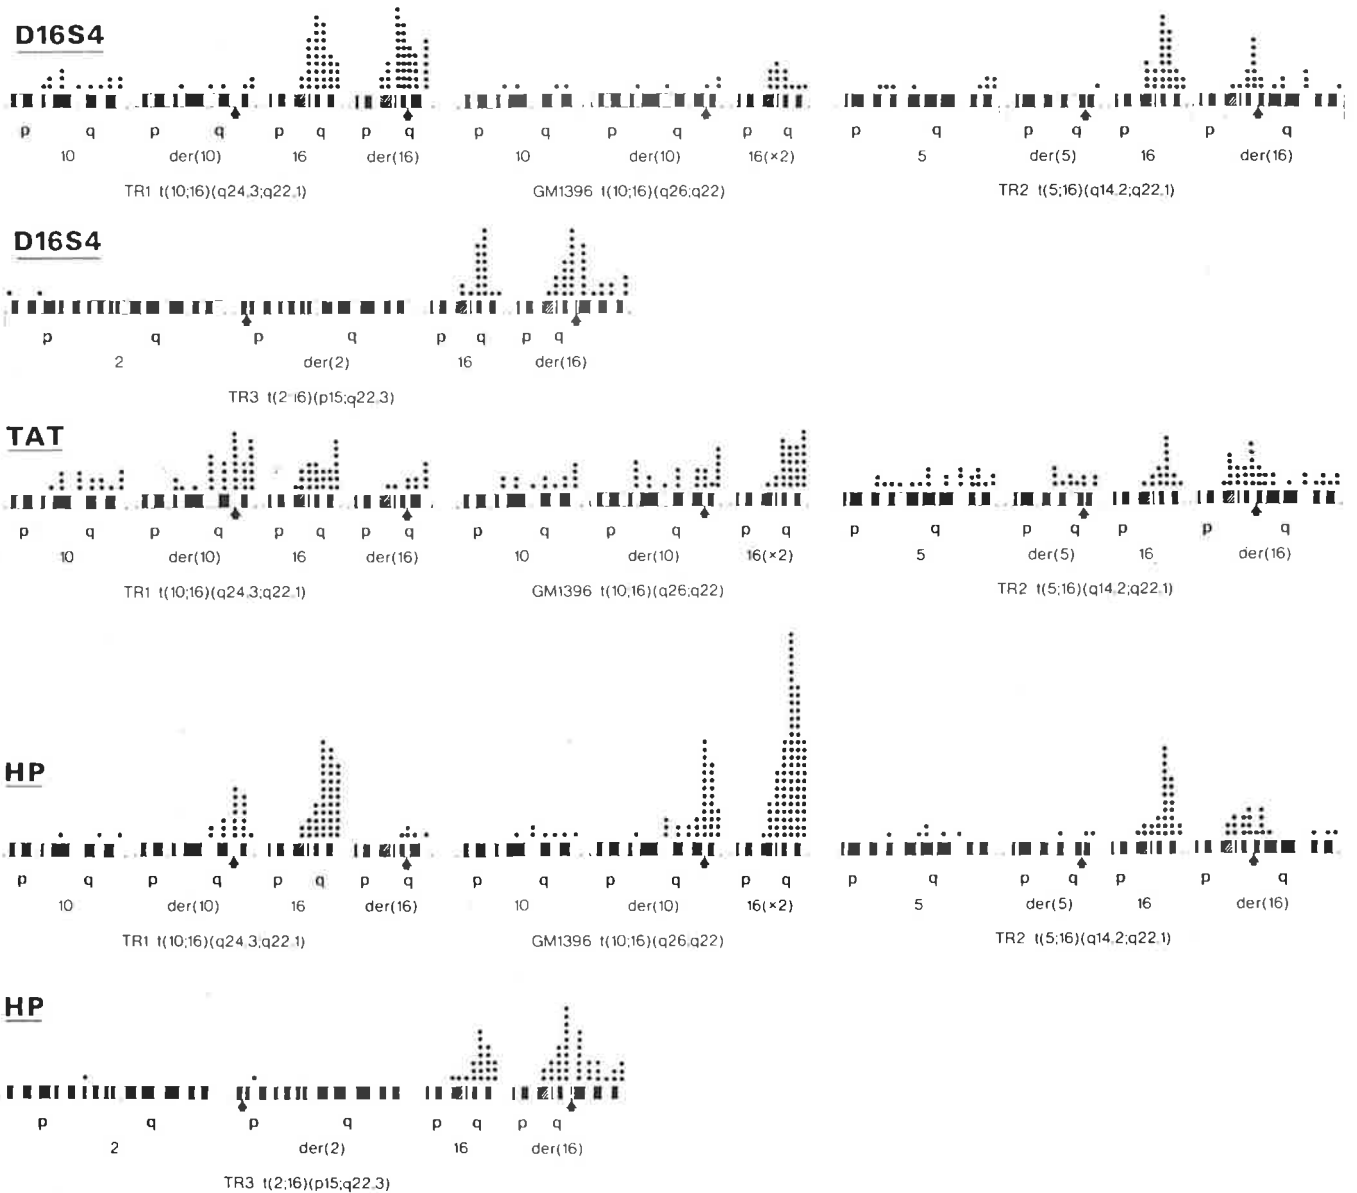 D16S4
p q p q p q p q p q p q p q p q p q p q p q
10 der(10) 16 der(16) 10 der(10) 16(×2) 5 der(5) 16 der(16)
TR1 t(10;16)(q24.3;q22.1) GM1396 t(10;16)(q26;q22) TR2 t(5;16)(q14.2;q22.1)
D16S4
p q p q p q p q
2 der(2) 16 der(16)
TR3 t(2 16)(p15;q22.3)
TAT
p q p q p q p q p q p q p q p q p q p q p q
10 der(10) 16 der(16) 10 der(10) 16(×2) 5 der(5) 16 der(16)
TR1 t(10;16)(q24.3;q22.1) GM1396 t(10;16)(q26;q22) TR2 t(5;16)(q14.2;q22.1)
HP
p q p q p q p q p q p q p q p q p q p q p q
10 der(10) 16 der(16) 10 der(10) 16(×2) 5 der(5) 16 der(16)
TR1 t(10;16)(q24.3;q22.1) GM1396 t(10;16)(q26;q22) TR2 t(5;16)(q14.2;q22.1)
HP
p q p q p q p q
2 der(2) 16 der(16)
TR3 t(2;16)(p15;q22.3)